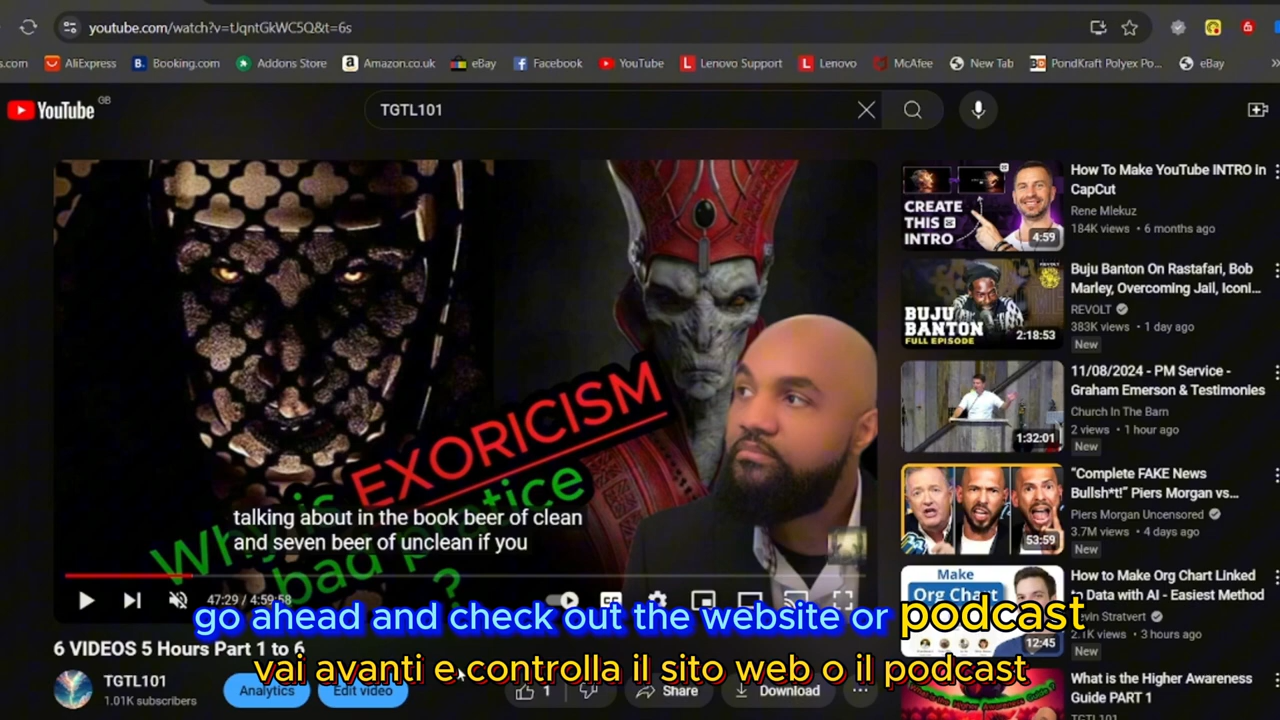 youtube.com/watch?v=tJqntGkWC5Q&t=6s
s.com AliExpress Booking.com Addons Store Amazon.co.uk eBay Facebook YouTube Lenovo Support Lenovo McAfee New Tab PondKraft Polyex Po... eBay
YouTube GB
TGTL101
Why is EXORICISM
bad practice
?
talking about in the book beer of clean
and seven beer of unclean if you
47:29 / 4:59:58
go ahead and check out the website or podcast
vai avanti e controlla il sito web o il podcast
6 VIDEOS 5 Hours Part 1 to 6
TGTL101
1.01K subscribers
Analytics
Edit video
1
Share
Download
CREATE
THIS
INTRO
4:59
How To Make YouTube INTRO In
CapCut
Rene Mlekuz
184K views • 6 months ago
REVOLT
BUJU
BANTON
FULL EPISODE
2:18:53
Buju Banton On Rastafari, Bob
Marley, Overcoming Jail, Iconi...
REVOLT
383K views • 1 day ago
New
1:32:01
11/08/2024 - PM Service -
Graham Emerson & Testimonies
Church In The Barn
2 views • 1 hour ago
New
53:59
“Complete FAKE News
Bullsh*t!” Piers Morgan vs...
Piers Morgan Uncensored
3.7M views • 4 days ago
New
Make
Org Chart
12:45
How to Make Org Chart Linked
to Data with AI - Easiest Method
Kevin Stratvert
2.1K views • 3 hours ago
New
What is the Higher Awareness
Guide PART 1
TGTL101